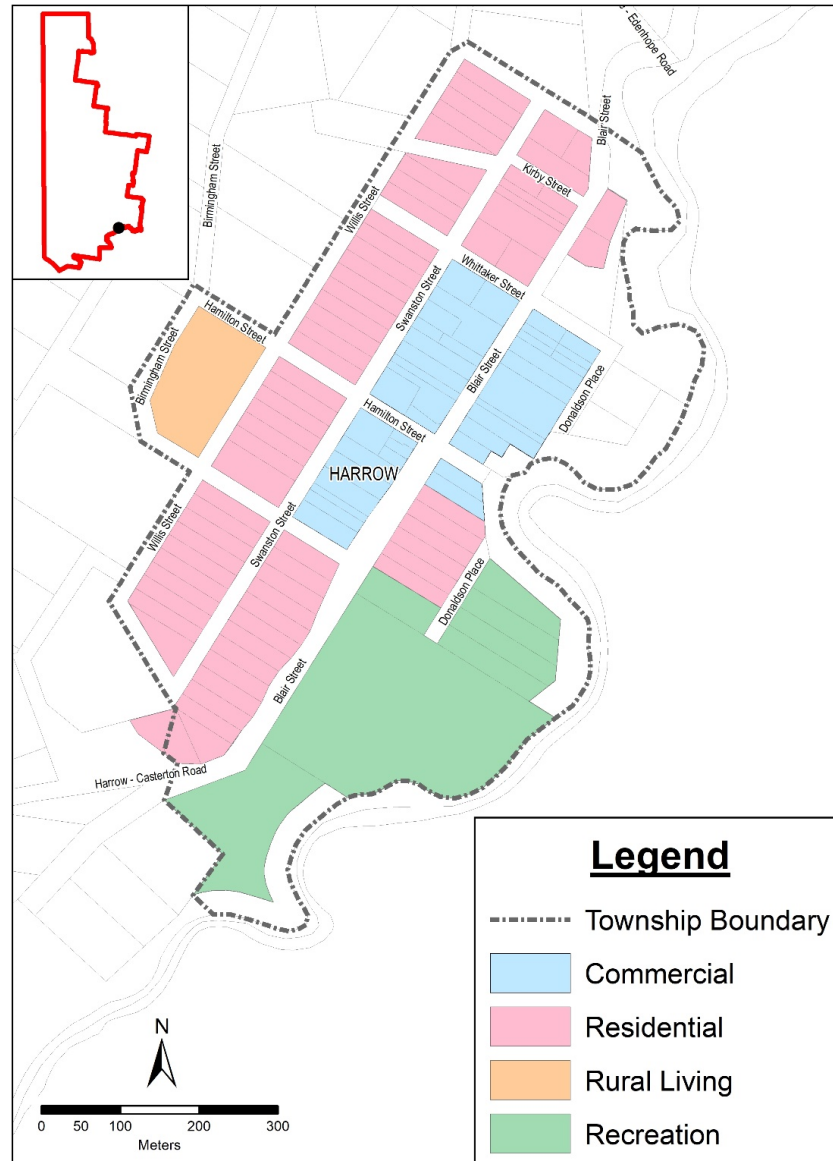 - Edenhope Road
Blair Street
Birmingham Street
Kirby Street
Willis Street
Whittaker Street
Swanston Street
Hamilton Street
Birmingham Street
Blair Street
Donaldson Place
Hamilton Street
HARROW
Willis Street
Swanston Street
Donaldson Place
Blair Street
Harrow - Casterton Road
Legend
Township Boundary
Commercial
Residential
Rural Living
Recreation
N
0 50 100 200 300
Meters